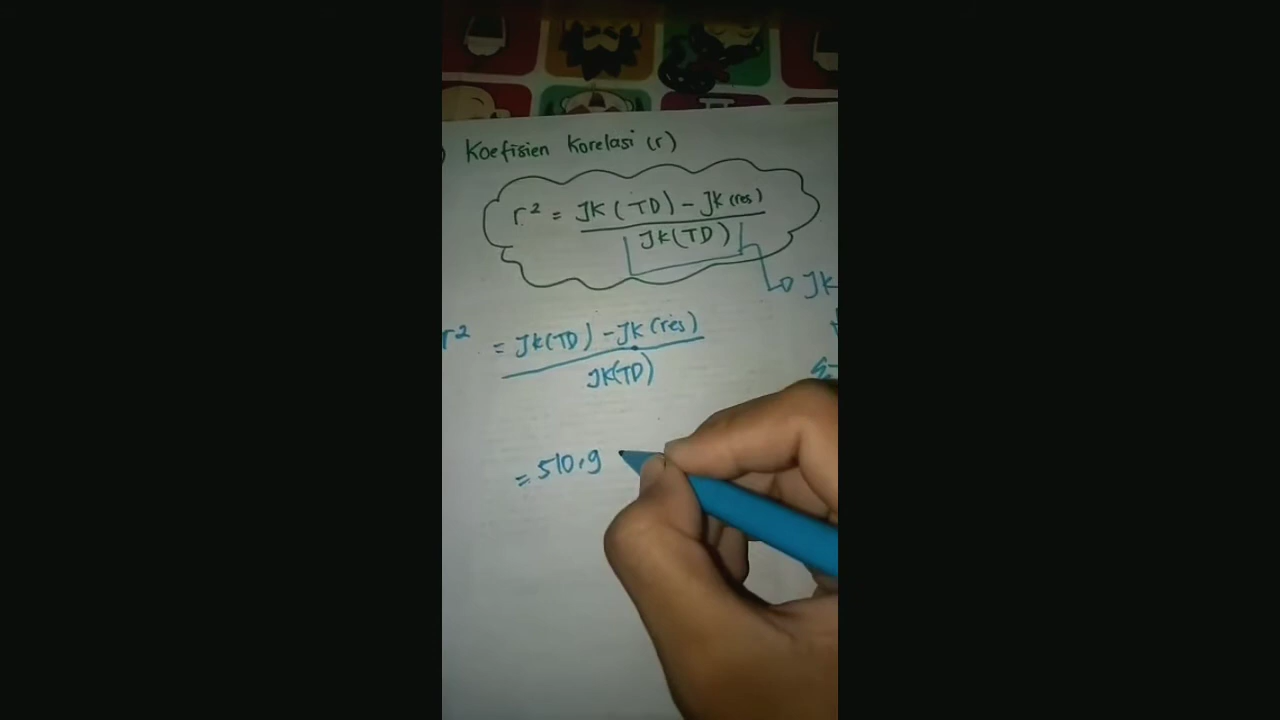 Koefisien Korelasi (r)
r² = JK(TD) - JK(res)
JK(TD)
JK
r² = JK(TD) - JK(res)
JK(TD)
= 510,9